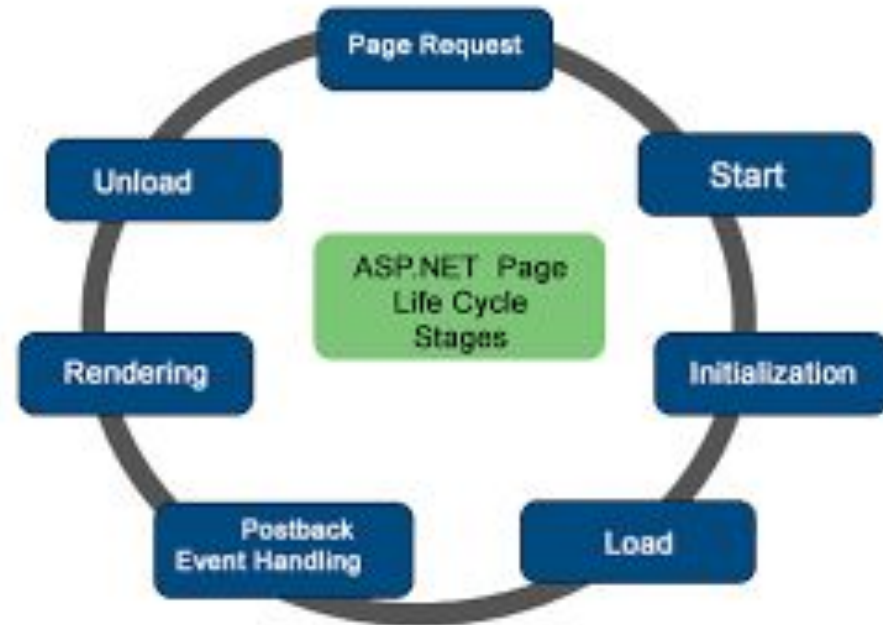 Page Request
Start
Initialization
Load
Postback
Event Handling
Rendering
Unload
ASP.NET Page
Life Cycle
Stages